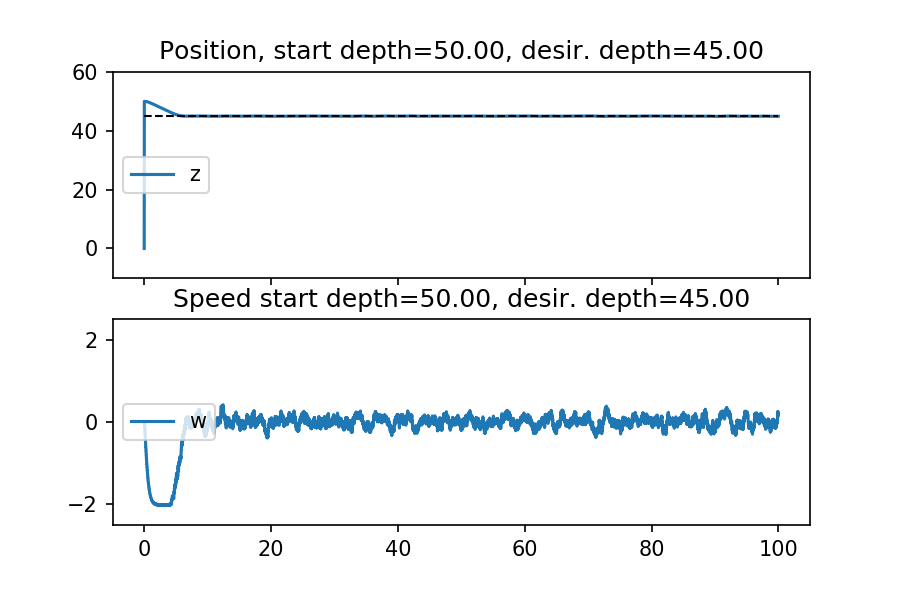 Position, start depth=50.00, desir. depth=45.00
60
40
20
0
z
Speed start depth=50.00, desir. depth=45.00
2
0
−2
w
0 20 40 60 80 100